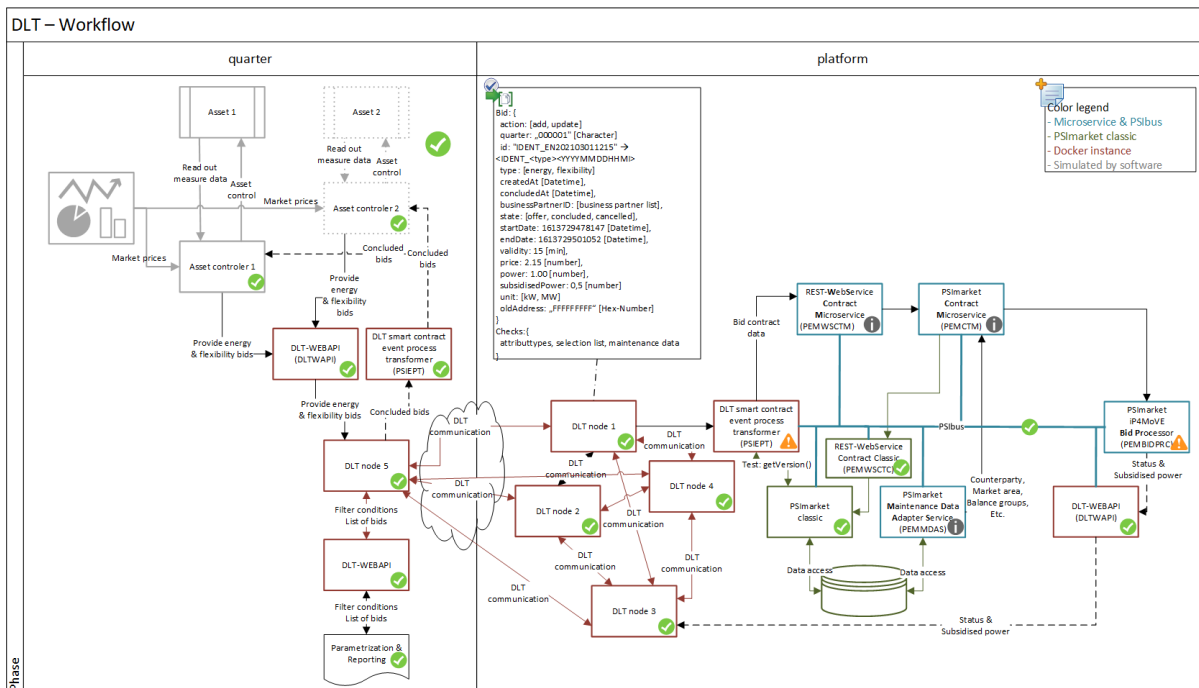 DLT – Workflow
Phase
quarter
platform
Asset 1
Asset 2
Read out
measure data
Asset
control
Read out
measure data
Asset
control
Market prices
Market prices
Asset controler 2
Asset controler 1
Concluded
bids
Concluded
bids
Provide
energy
& flexibility
bids
Provide energy
& flexibility bids
DLT-WEBAPI
(DLTWAPI)
DLT smart contract
event process
transformer
(PSIEPT)
Provide energy
& flexibility bids
Concluded bids
DLT node 5
Filter conditions
List of bids
DLT-WEBAPI
Filter conditions
List of bids
Parametrization &
Reporting
Bid: {
action: [add, update]
quarter: „000001" [Character]
id: "IDENT_EN202103011215" →
<IDENT_<type><YYYYMMDDHHMI>
type: [energy, flexibility]
createdAt [Datetime],
concludedAt [Datetime],
businessPartnerID: [business partner list],
state: [offer, concluded, cancelled],
startDate: 1613729478147 [Datetime],
endDate: 1613729501052 [Datetime],
validity: 15 [min],
price: 2.15 [number],
power: 1.00 [number],
subsidisedPower: 0,5 [number]
unit: [kW, MW]
oldAddress: „FFFFFFFFF" [Hex-Number]
}
Checks:{
attributtypes, selection list, maintenance data
}
Color legend
- Microservice & PSIbus
- PSImarket classic
- Docker instance
- Simulated by software
DLT
communication
DLT
communication
DLT
communication
DLT
communication
DLT
communication
DLT
communication
DLT
communication
DLT
communication
DLT
communication
DLT node 1
DLT node 2
DLT node 4
DLT node 3
DLT smart contract
event process
transformer
(PSIEPT)
Bid contract
data
REST-WebService
Contract
Microservice
(PEMWSCTM)
PSImarket
Contract
Microservice
(PEMCTM)
PSIbus
PSImarket
iP4MoVE
Bid Processor
(PEMBIDPRC)
Test: getVersion()
REST-WebService
Contract Classic
(PEMWSCTC)
PSImarket
classic
PSImarket
Maintenance Data
Adapter Service
(PEMMDAS)
Counterparty,
Market area,
Balance groups,
Etc.
Status &
Subsidised power
DLT-WEBAPI
(DLTWAPI)
Data access
Data access
Status &
Subsidised power